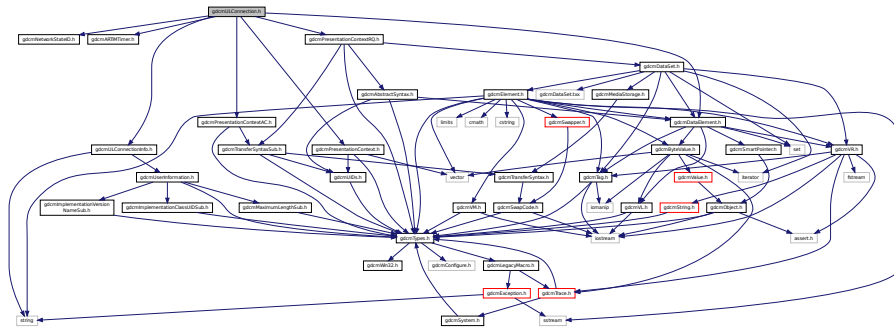 gdcmULConnection.h
gdcmNetworkStateID.h
gdcmARTIMTimer.h
gdcmPresentationContextRQ.h
gdcmDataSet.h
gdcmAbstractSyntax.h
gdcmElement.h
gdcmDataSet.txx
gdcmMediaStorage.h
gdcmPresentationContextAC.h
limits
cmath
cstring
gdcmSwapper.h
gdcmDataElement.h
gdcmULConnectionInfo.h
gdcmTransferSyntaxSub.h
gdcmPresentationContext.h
gdcmByteValue.h
gdcmSmartPointer.h
set
gdcmVR.h
gdcmUserInformation.h
gdcmUIDs.h
vector
gdcmTransferSyntax.h
gdcmTag.h
gdcmValue.h
iterator
fstream
gdcmImplementationVersion
NameSub.h
gdcmImplementationClassUIDSub.h
gdcmMaximumLengthSub.h
gdcmVM.h
gdcmSwapCode.h
iomanip
gdcmVL.h
gdcmString.h
gdcmObject.h
gdcmTypes.h
iostream
assert.h
gdcmWin32.h
gdcmConfigure.h
gdcmLegacyMacro.h
gdcmException.h
gdcmTrace.h
string
gdcmSystem.h
sstream